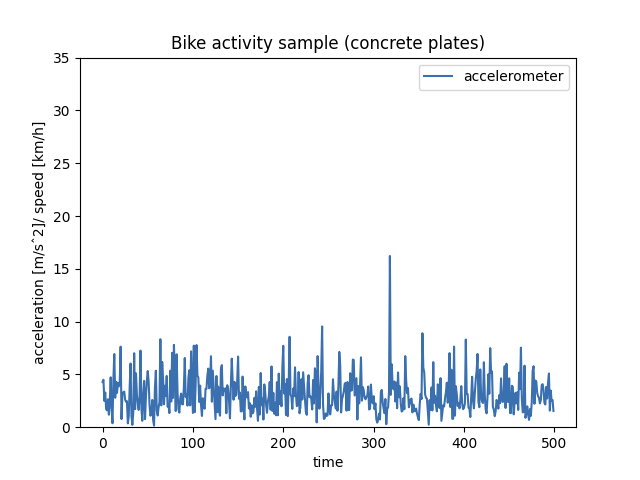 Bike activity sample (concrete plates)
accelerometer
acceleration [m/sˆ2]/ speed [km/h]
35
30
25
20
15
10
5
0
0 100 200 300 400 500
time